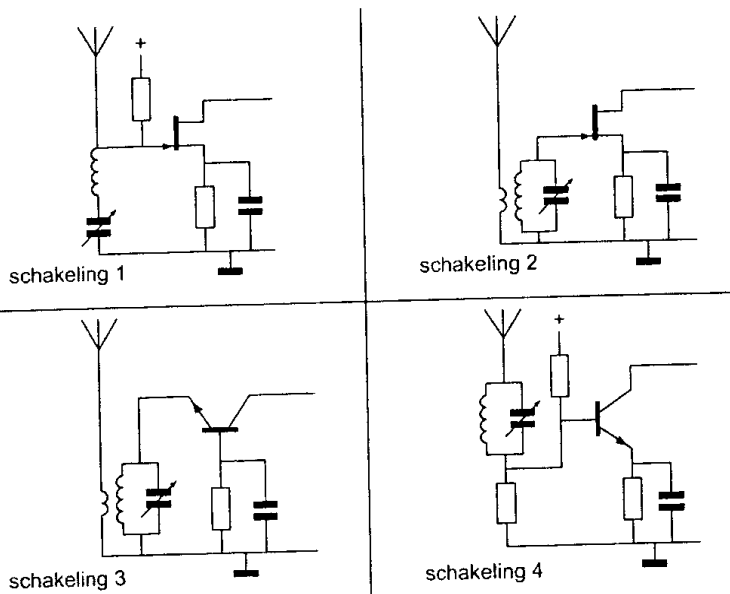 +
schakeling 1
schakeling 2
schakeling 3
+
schakeling 4